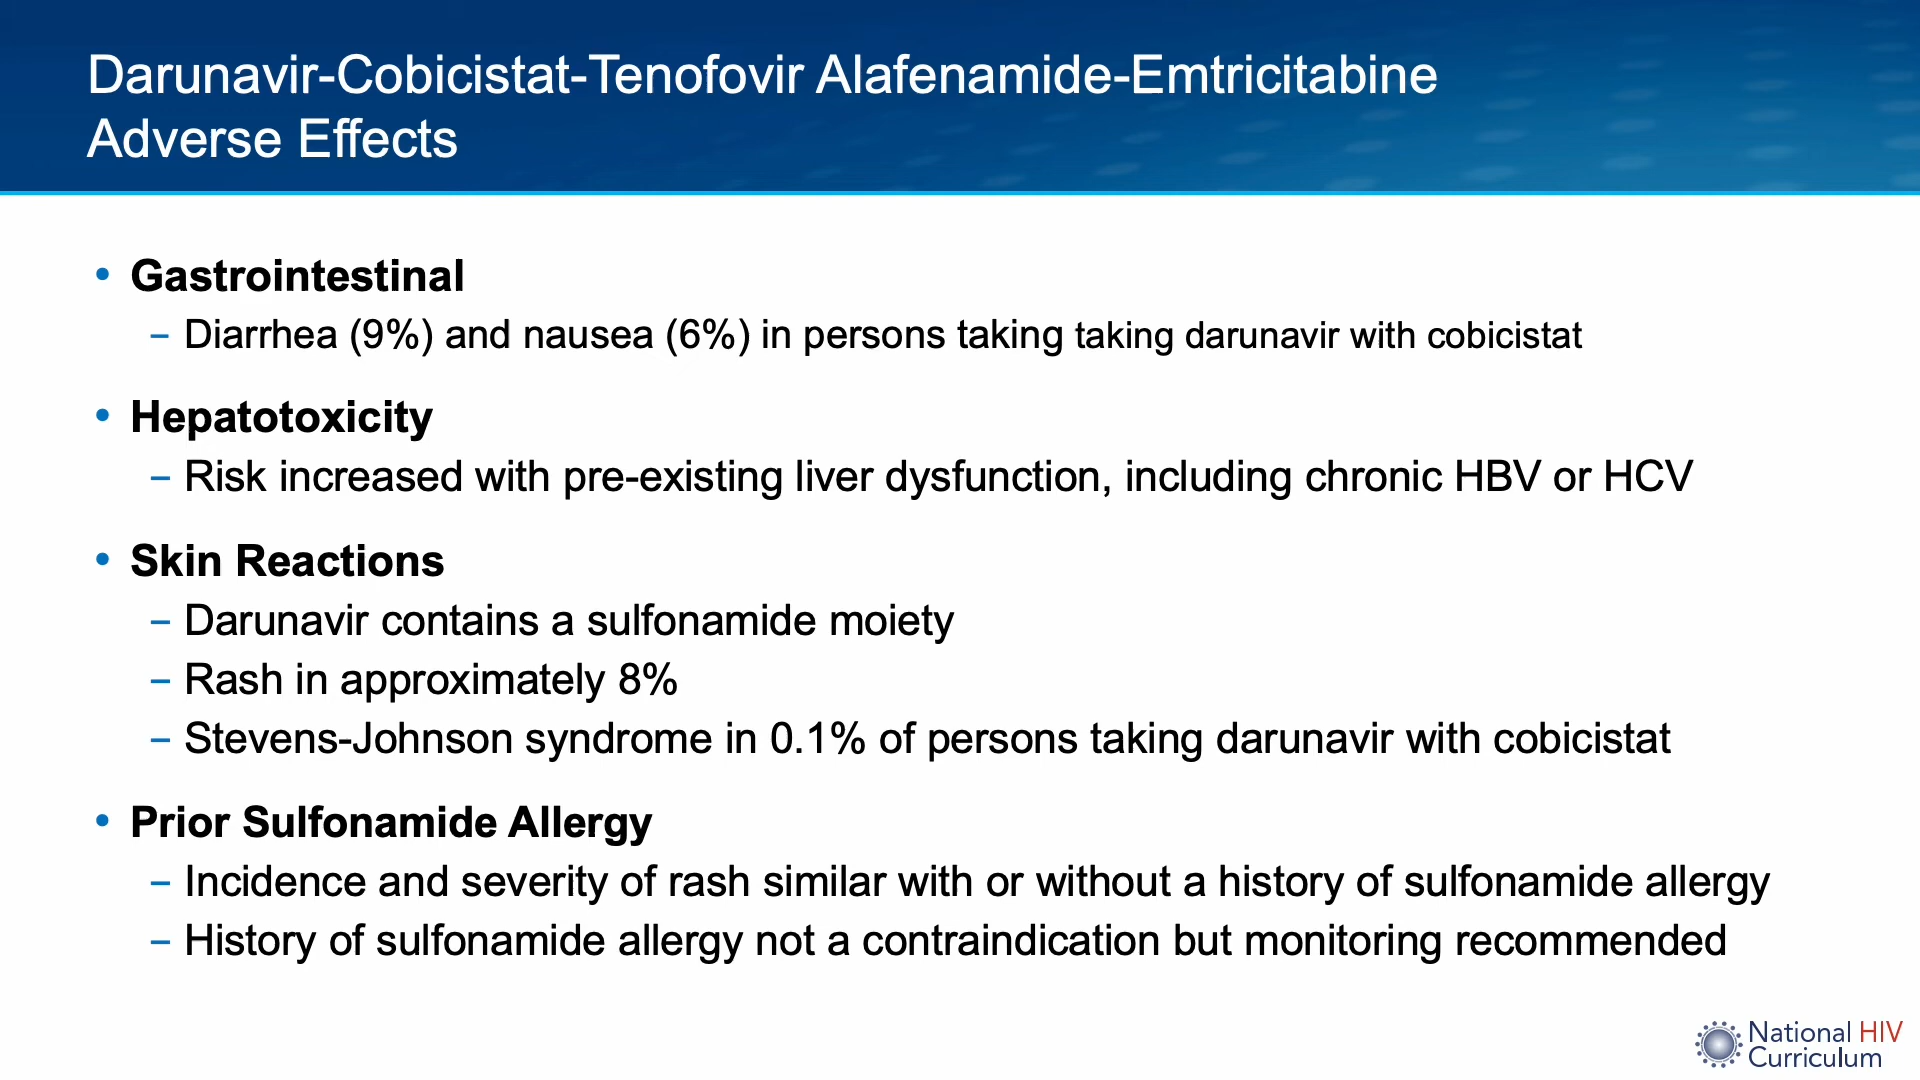 Darunavir-Cobicistat-Tenofovir Alafenamide-Emtricitabine
Adverse Effects
• Gastrointestinal
– Diarrhea (9%) and nausea (6%) in persons taking taking darunavir with cobicistat
• Hepatotoxicity
– Risk increased with pre-existing liver dysfunction, including chronic HBV or HCV
• Skin Reactions
– Darunavir contains a sulfonamide moiety
– Rash in approximately 8%
– Stevens-Johnson syndrome in 0.1% of persons taking darunavir with cobicistat
• Prior Sulfonamide Allergy
– Incidence and severity of rash similar with or without a history of sulfonamide allergy
– History of sulfonamide allergy not a contraindication but monitoring recommended
National HIV
Curriculum